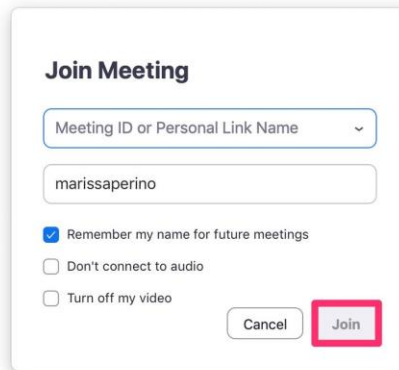 Join Meeting
Meeting ID or Personal Link Name
marissaperino
Remember my name for future meetings
Don't connect to audio
Turn off my video
Cancel Join